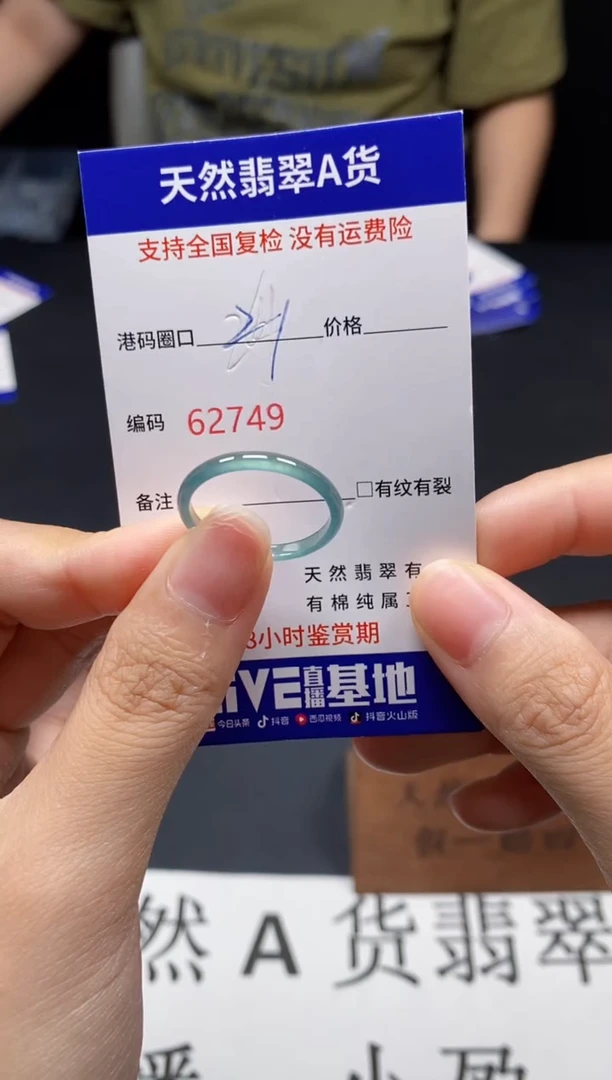 天然翡翠A货
支持全国复检 没有运费险
港码圈口 21 价格
编码 62749
备注 □有纹有裂
天然翡翠有
有棉纯属
8小时鉴赏期
直播基地
今日头条 抖音 西瓜视频 抖音火山版
然A货翡翠